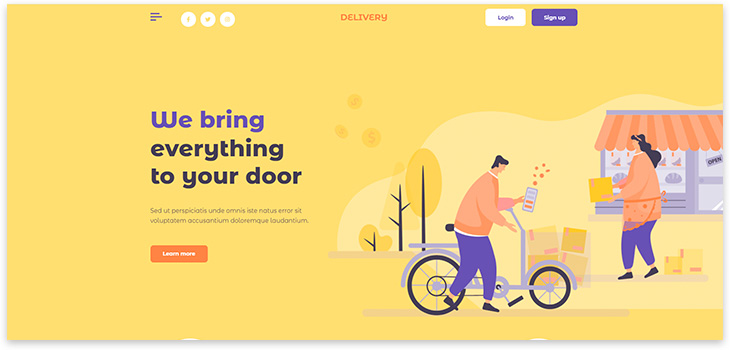 DELIVERY
Login
Sign up
We bring
everything
to your door
Sed ut perspiciatis unde omnis iste natus error sit
voluptatem accusantium doloremque laudantium.
Learn more
OPEN